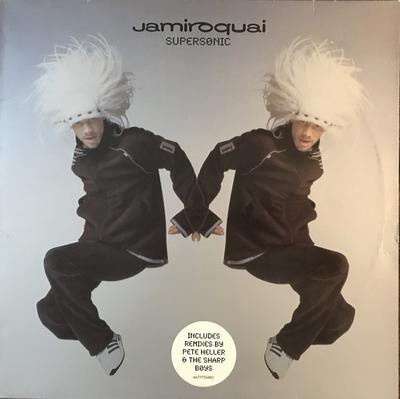 Jamiroquai
SUPERSONIC
INCLUDES
REMIXES BY
PETE HELLER
& THE SHARP
BOYS